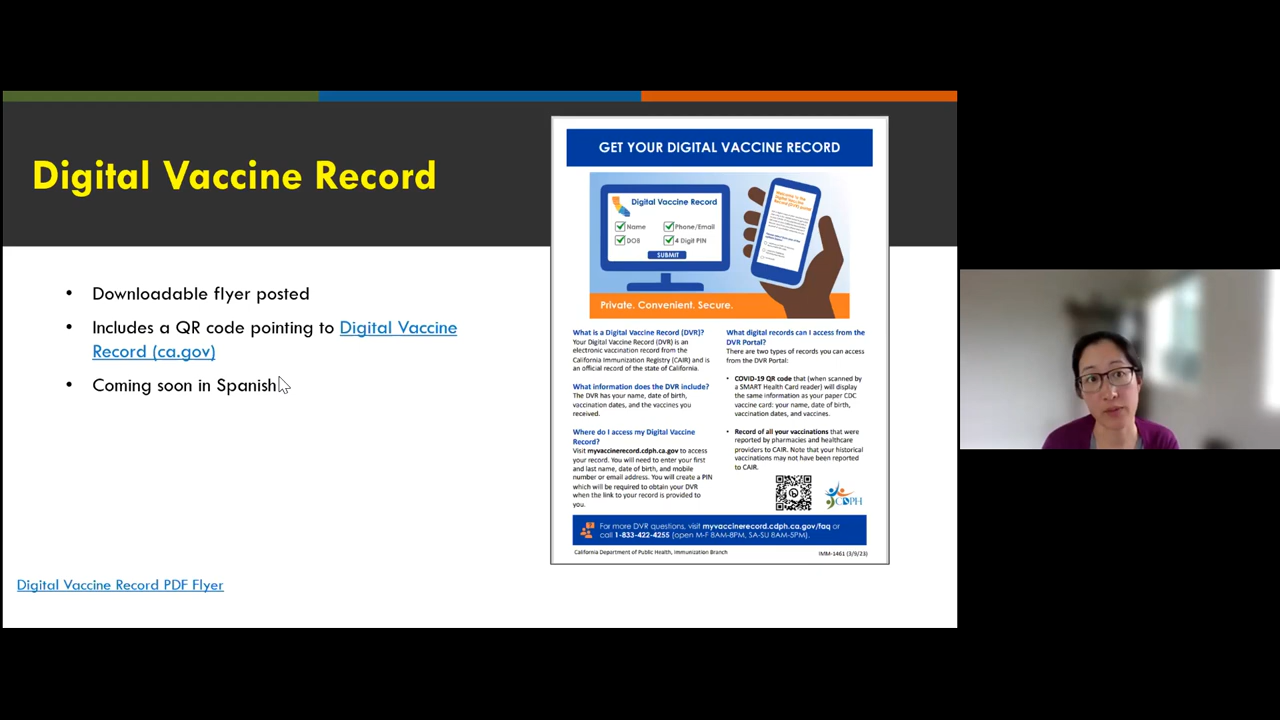 Digital Vaccine Record
• Downloadable flyer posted
• Includes a QR code pointing to Digital Vaccine
Record (ca.gov)
• Coming soon in Spanish
Digital Vaccine Record PDF Flyer
GET YOUR DIGITAL VACCINE RECORD
Digital Vaccine Record
Name
Phone/Email
DOB
4 Digit PIN
SUBMIT
Private. Convenient. Secure.
What is a Digital Vaccine Record (DVR)?
Your Digital Vaccine Record (DVR) is an
electronic vaccination record from the
California Immunization Registry (CAIR) and is
an official record of the state of California.
What information does the DVR include?
The DVR has your name, date of birth,
vaccination dates, and the vaccines you
received.
Where do I access my Digital Vaccine
Record?
Visit myvaccinerecord.cdph.ca.gov to access
your record. You will need to enter your first
and last name, date of birth, and mobile
number or email address. You will create a PIN
which will be required to obtain your DVR
when the link to your record is provided to
you.
What digital records can I access from the
DVR Portal?
There are two types of records you can access
from the DVR Portal:
• COVID-19 QR code that (when scanned by
a SMART Health Card reader) will display
the same information as your paper CDC
vaccine card: your name, date of birth,
vaccination dates, and vaccines.
• Record of all your vaccinations that were
reported by pharmacies and healthcare
providers to CAIR. Note that your historical
vaccinations may not have been reported
to CAIR.
CDPH
For more DVR questions, visit myvaccinerecord.cdph.ca.gov/faq or
call 1-833-422-4255 (open M-F 8AM-8PM, SA-SU 8AM-5PM).
California Department of Public Health, Immunization Branch
IMM-1461 (3/9/23)